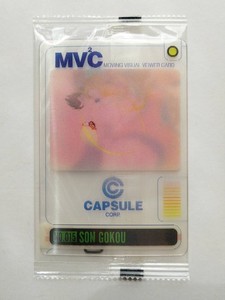 MV²C MOVING VISUAL VIEWER CARD
CAPSULE
CORP.
SON GOKOU